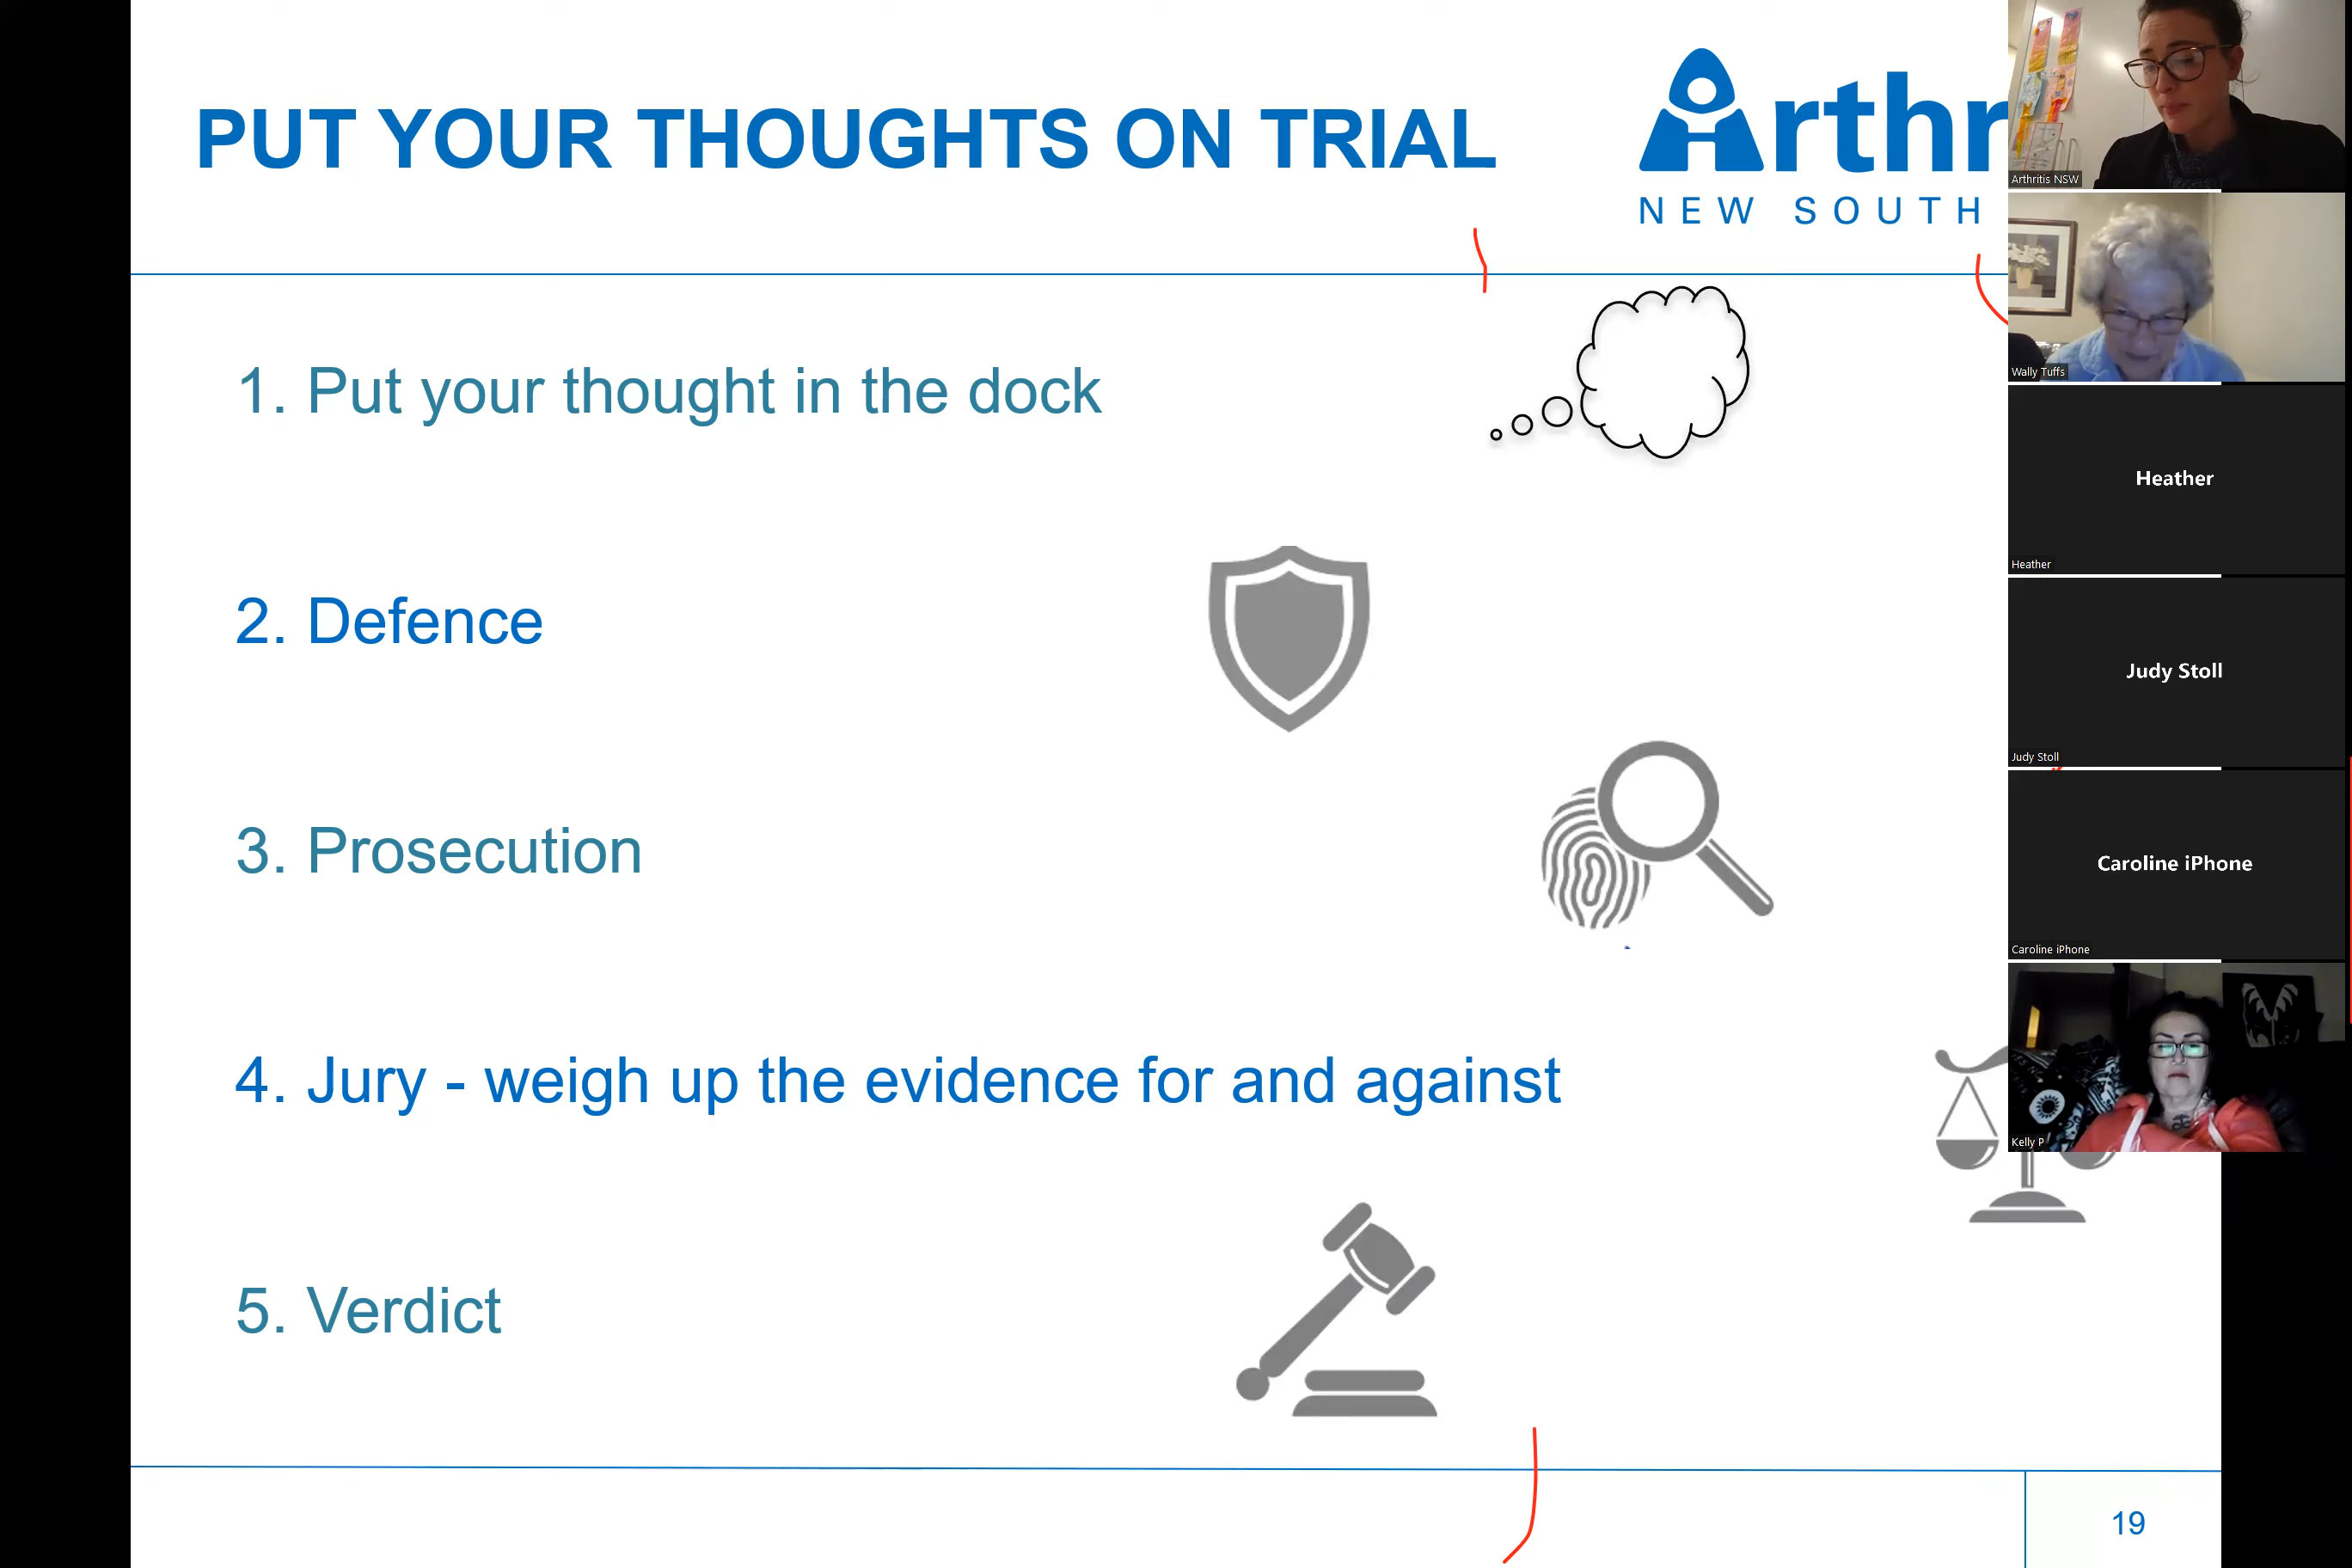 PUT YOUR THOUGHTS ON TRIAL
Arthr
NEW SOUTH
1. Put your thought in the dock
2. Defence
3. Prosecution
4. Jury - weigh up the evidence for and against
5. Verdict
19
Arthritis NSW
Wally Tuffs
Heather
Heather
Judy Stoll
Judy Stoll
Caroline iPhone
Caroline iPhone
Kelly P